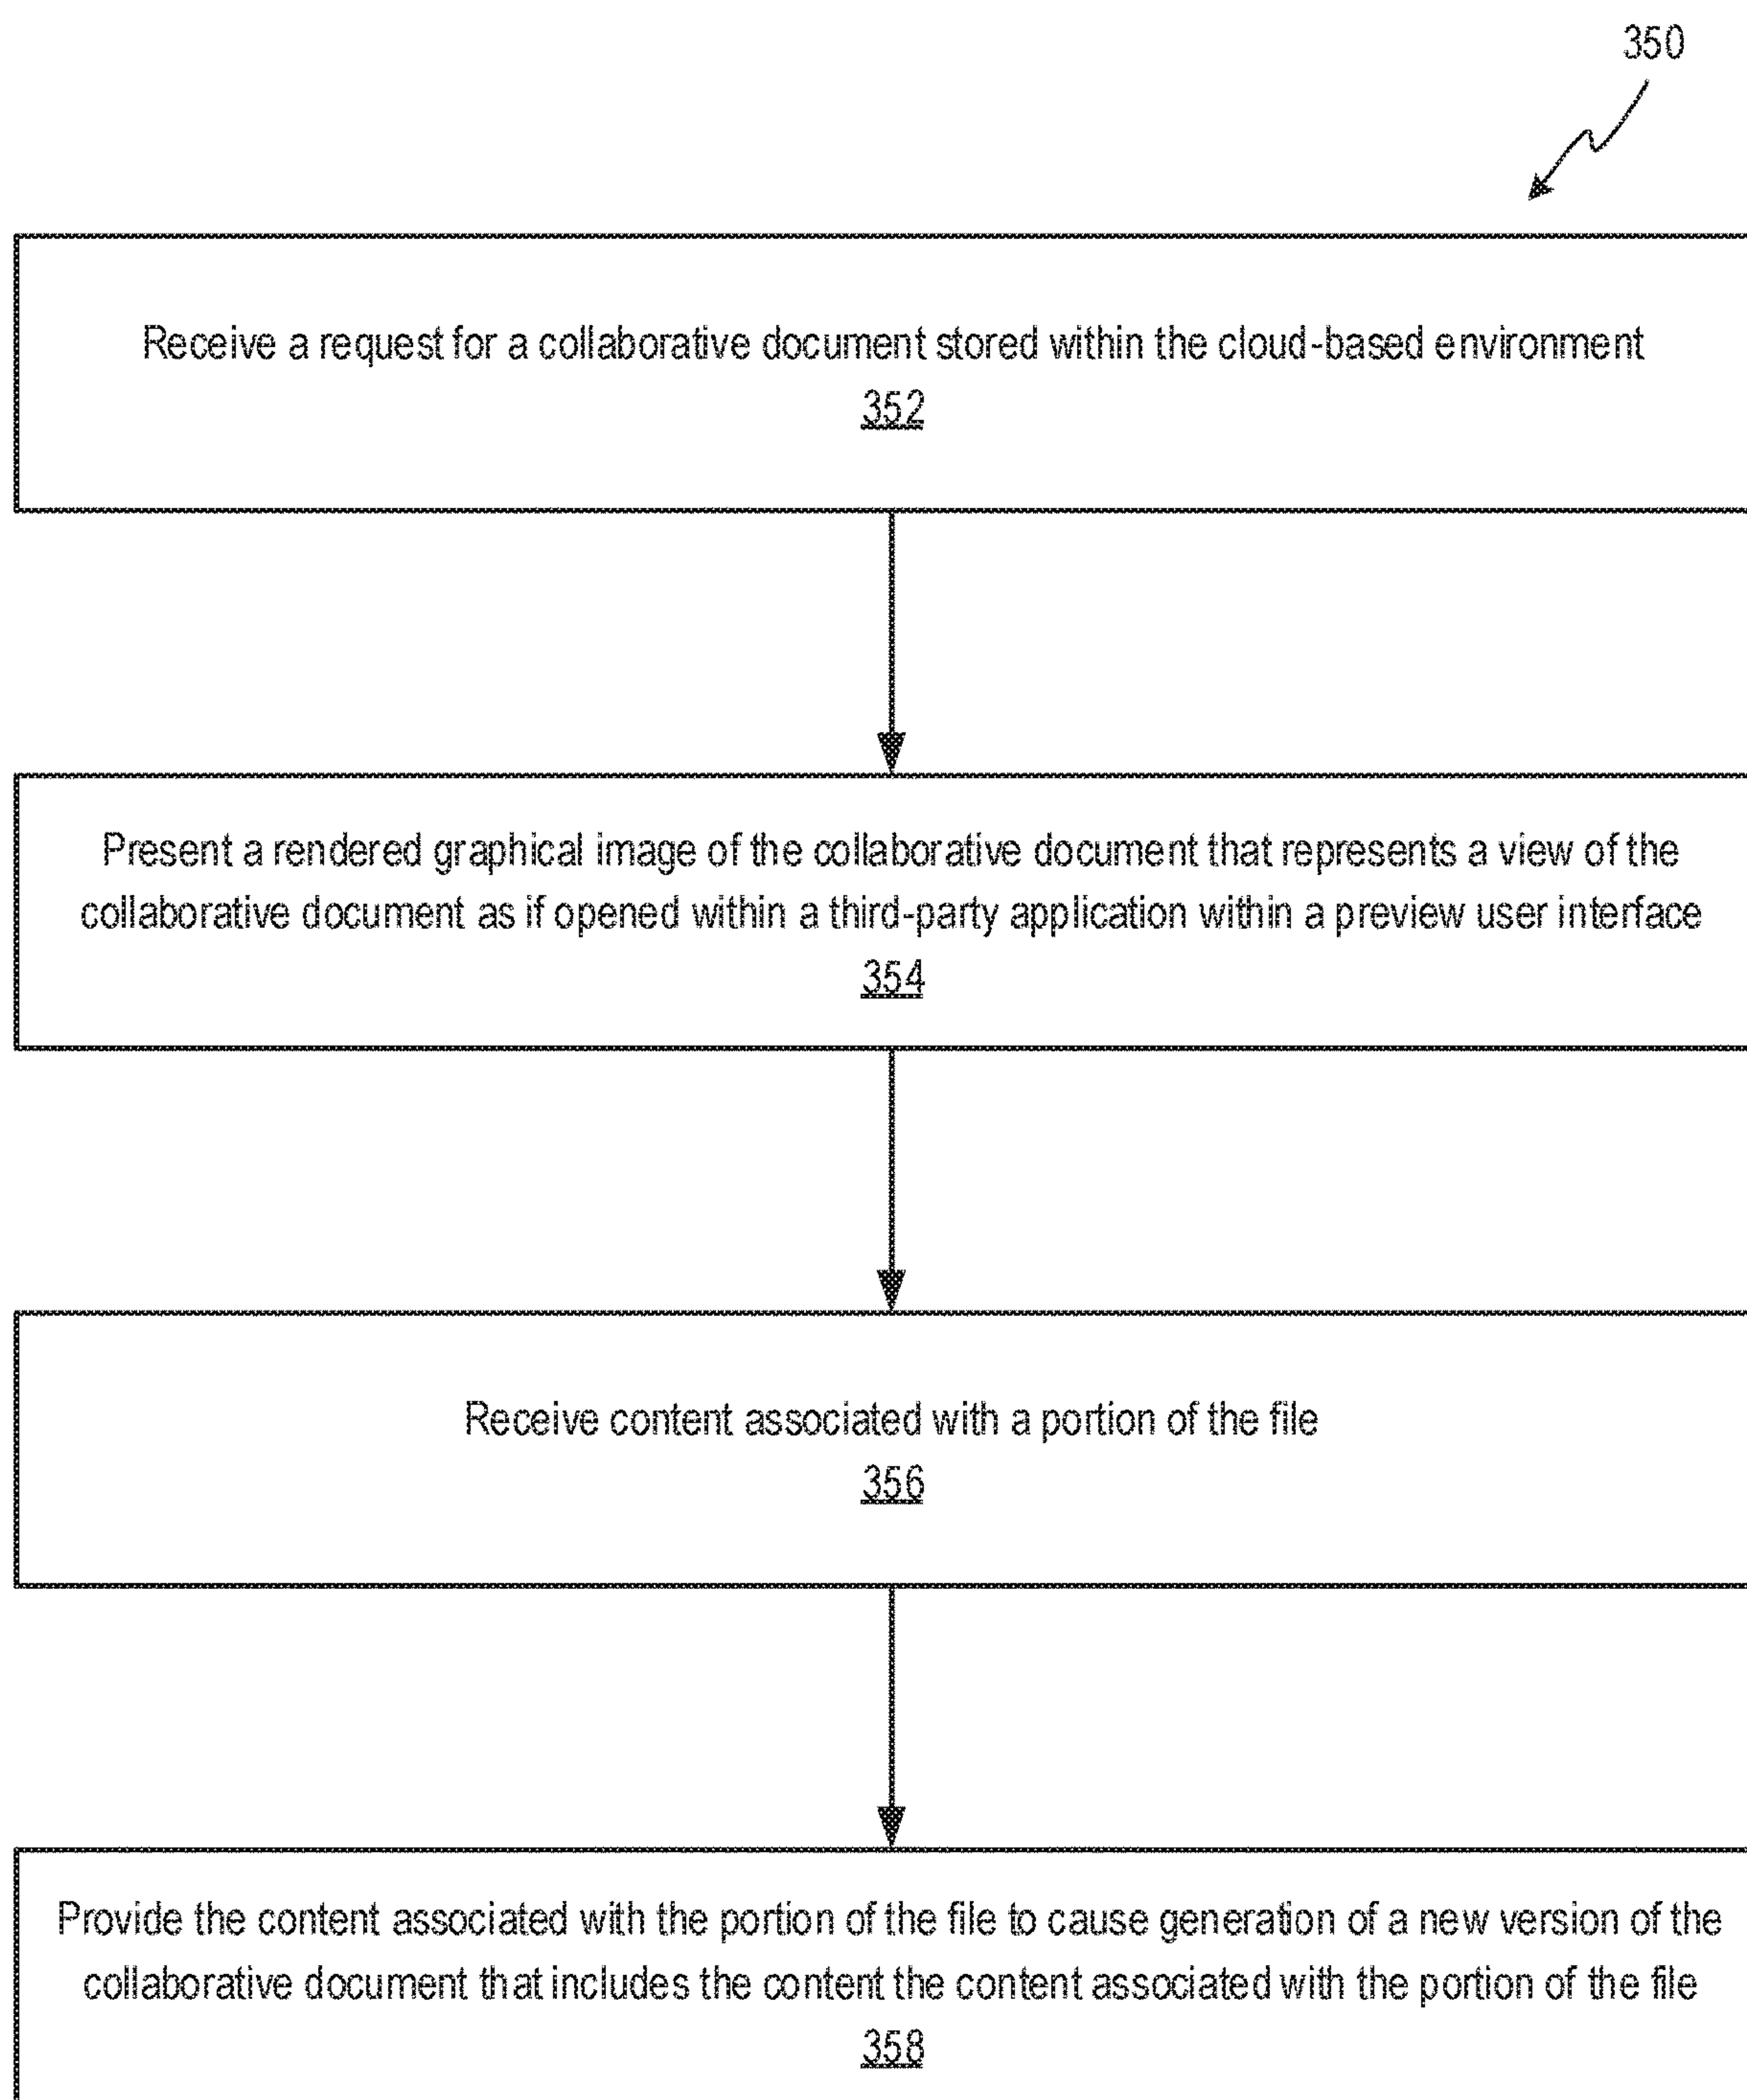 350
Receive a request for a collaborative document stored within the cloud-based environment
352
Present a rendered graphical image of the collaborative document that represents a view of the
collaborative document as if opened within a third-party application within a preview user interface
354
Receive content associated with a portion of the file
356
Provide the content associated with the portion of the file to cause generation of a new version of the
collaborative document that includes the content the content associated with the portion of the file
358